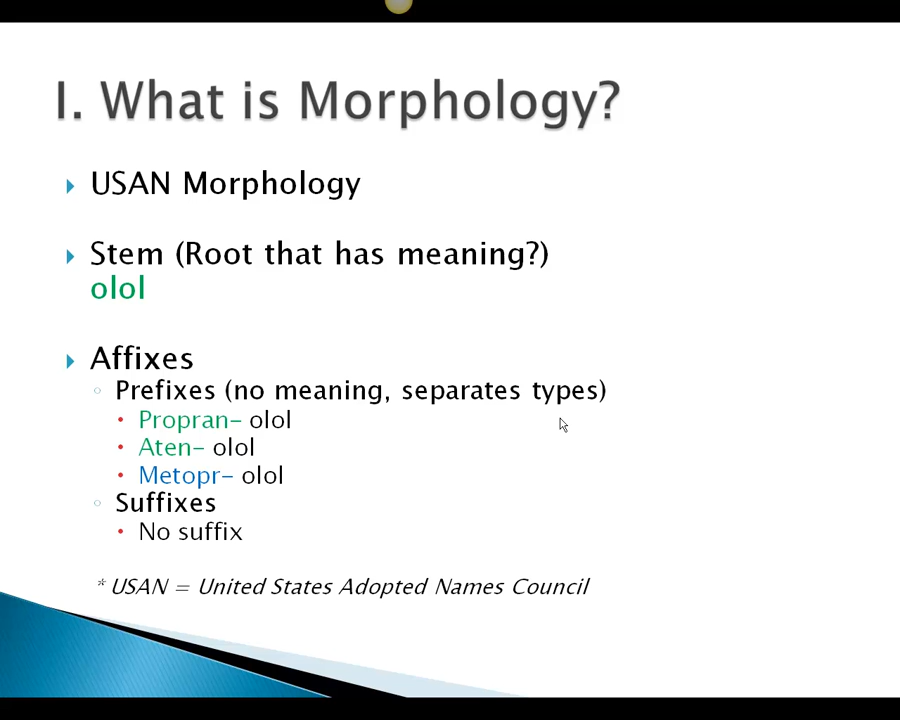 I. What is Morphology?
USAN Morphology
Stem (Root that has meaning?)
olol
Affixes
Prefixes (no meaning, separates types)
Propran- olol
Aten- olol
Metopr- olol
Suffixes
No suffix
* USAN = United States Adopted Names Council